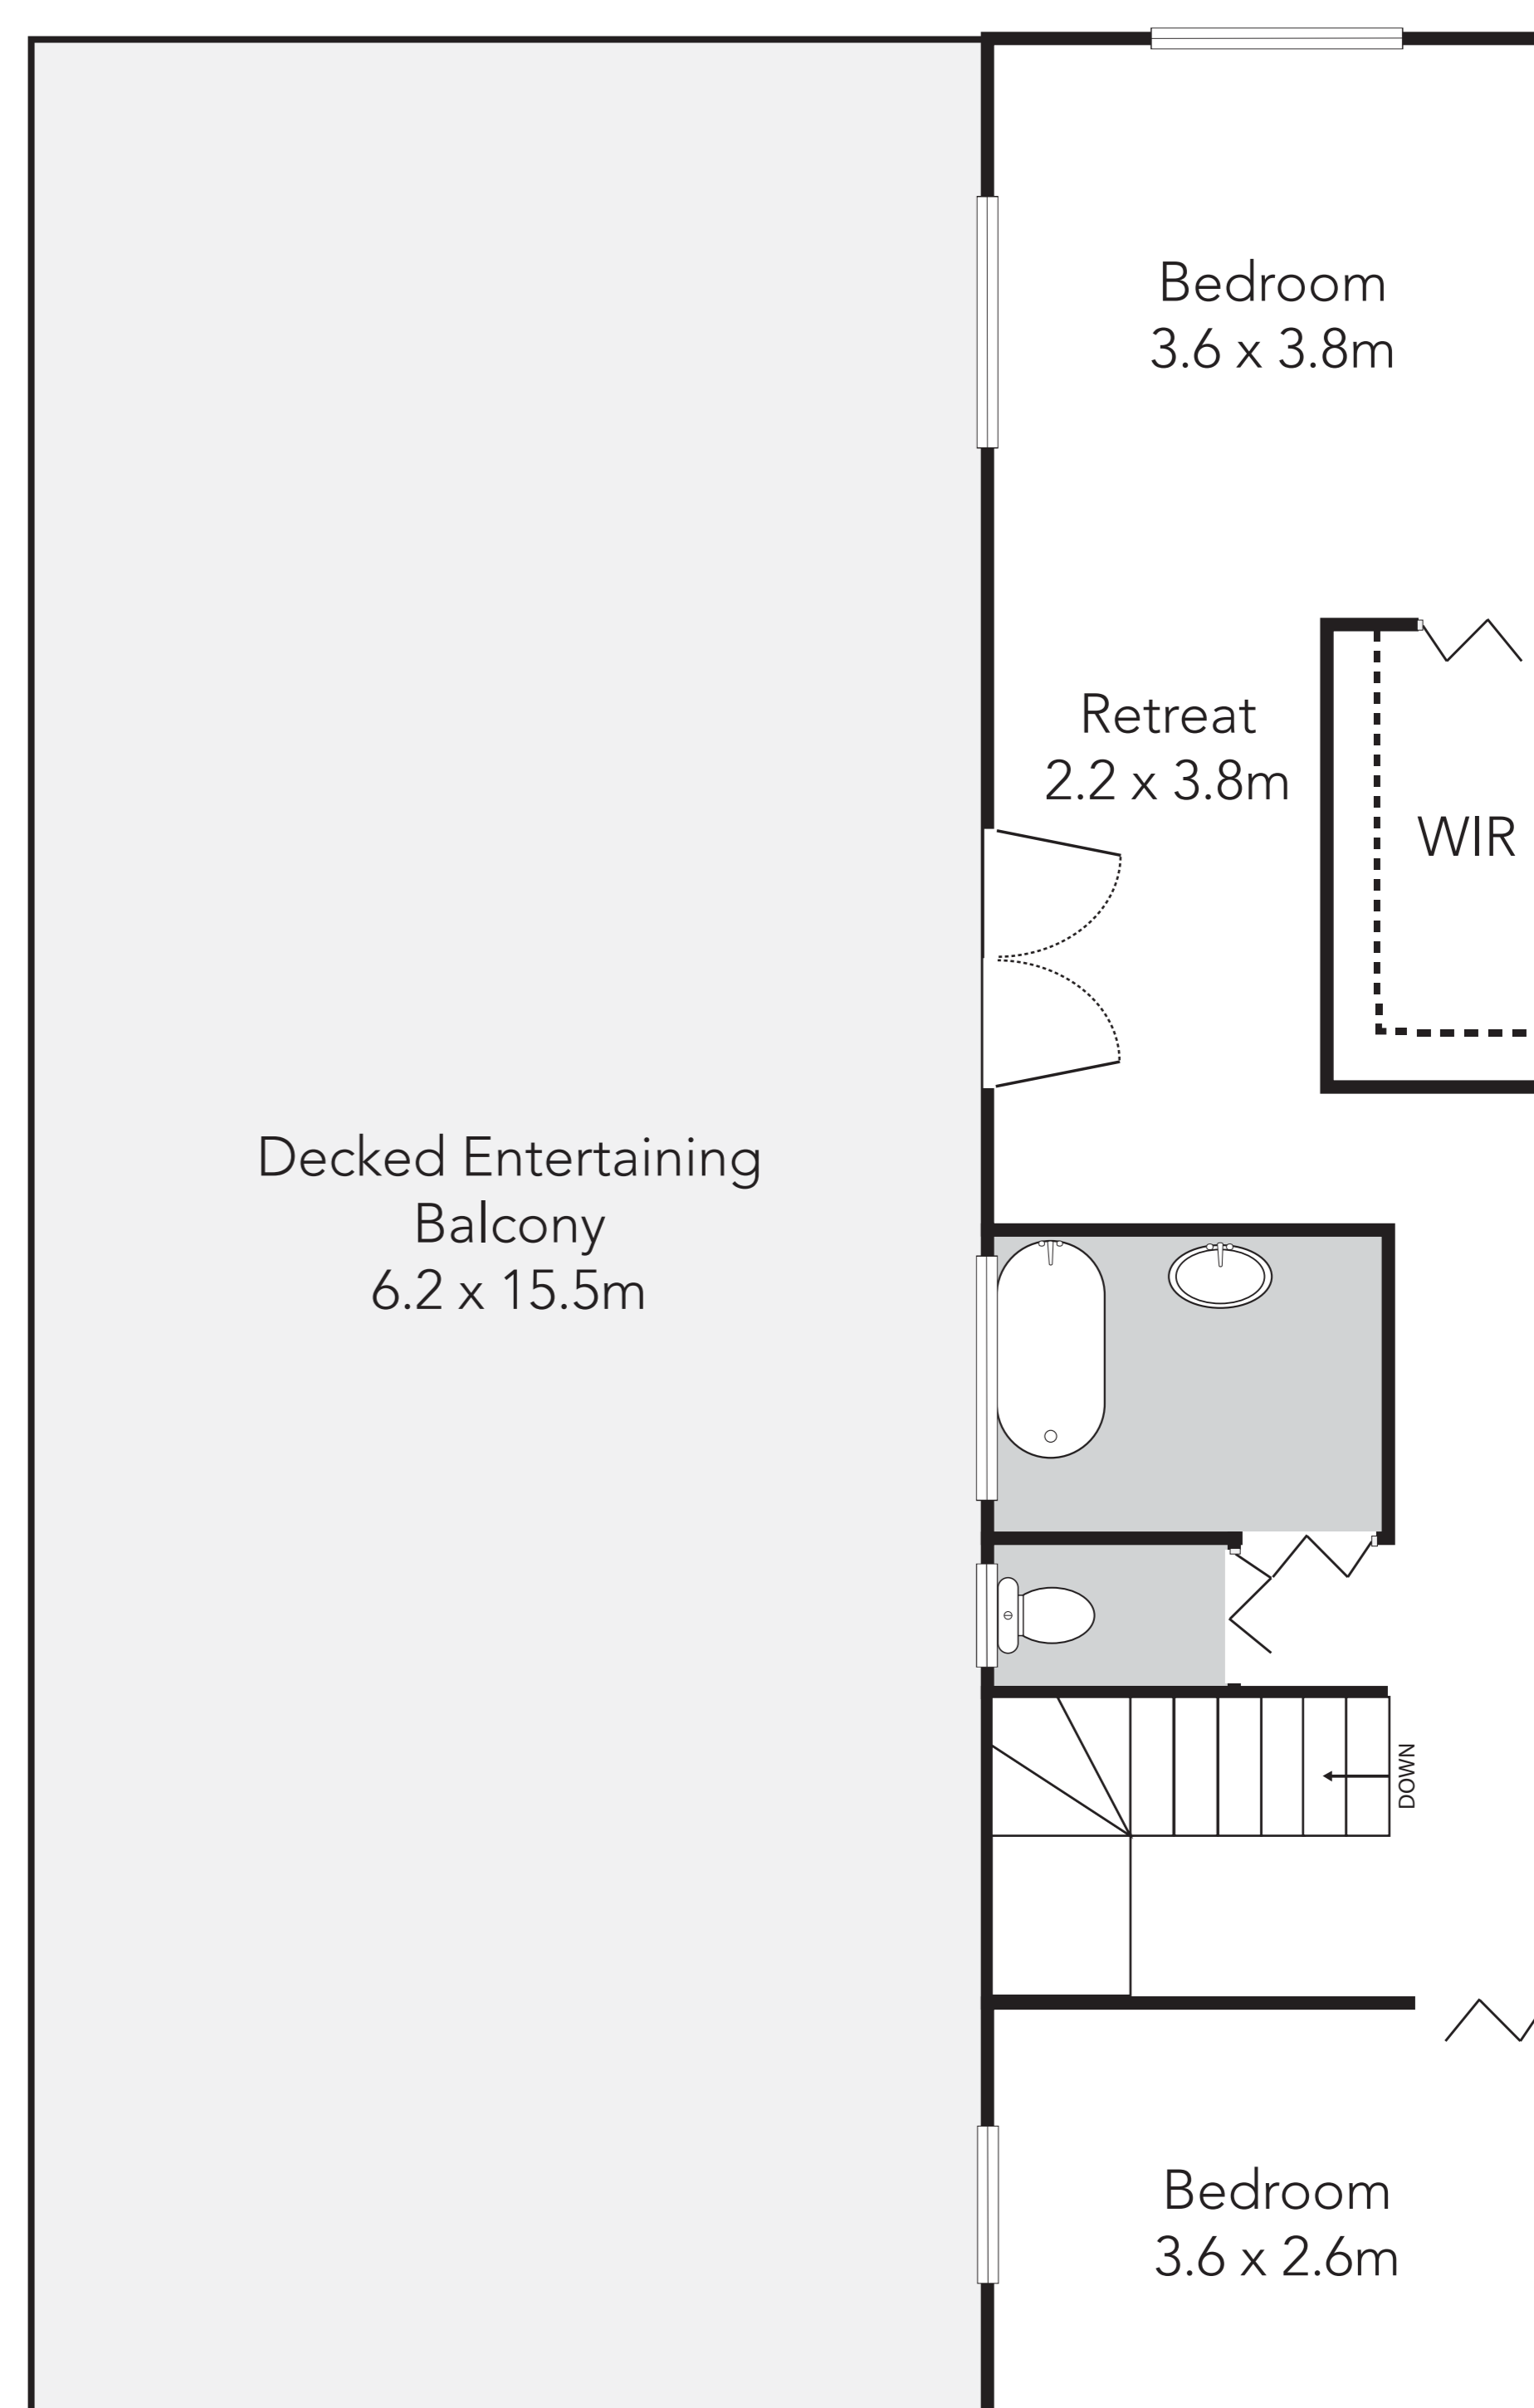 Bedroom
3.6 x 3.8m
Retreat
2.2 x 3.8m
WIR
Decked Entertaining
Balcony
6.2 x 15.5m
DOWN
Bedroom
3.6 x 2.6m